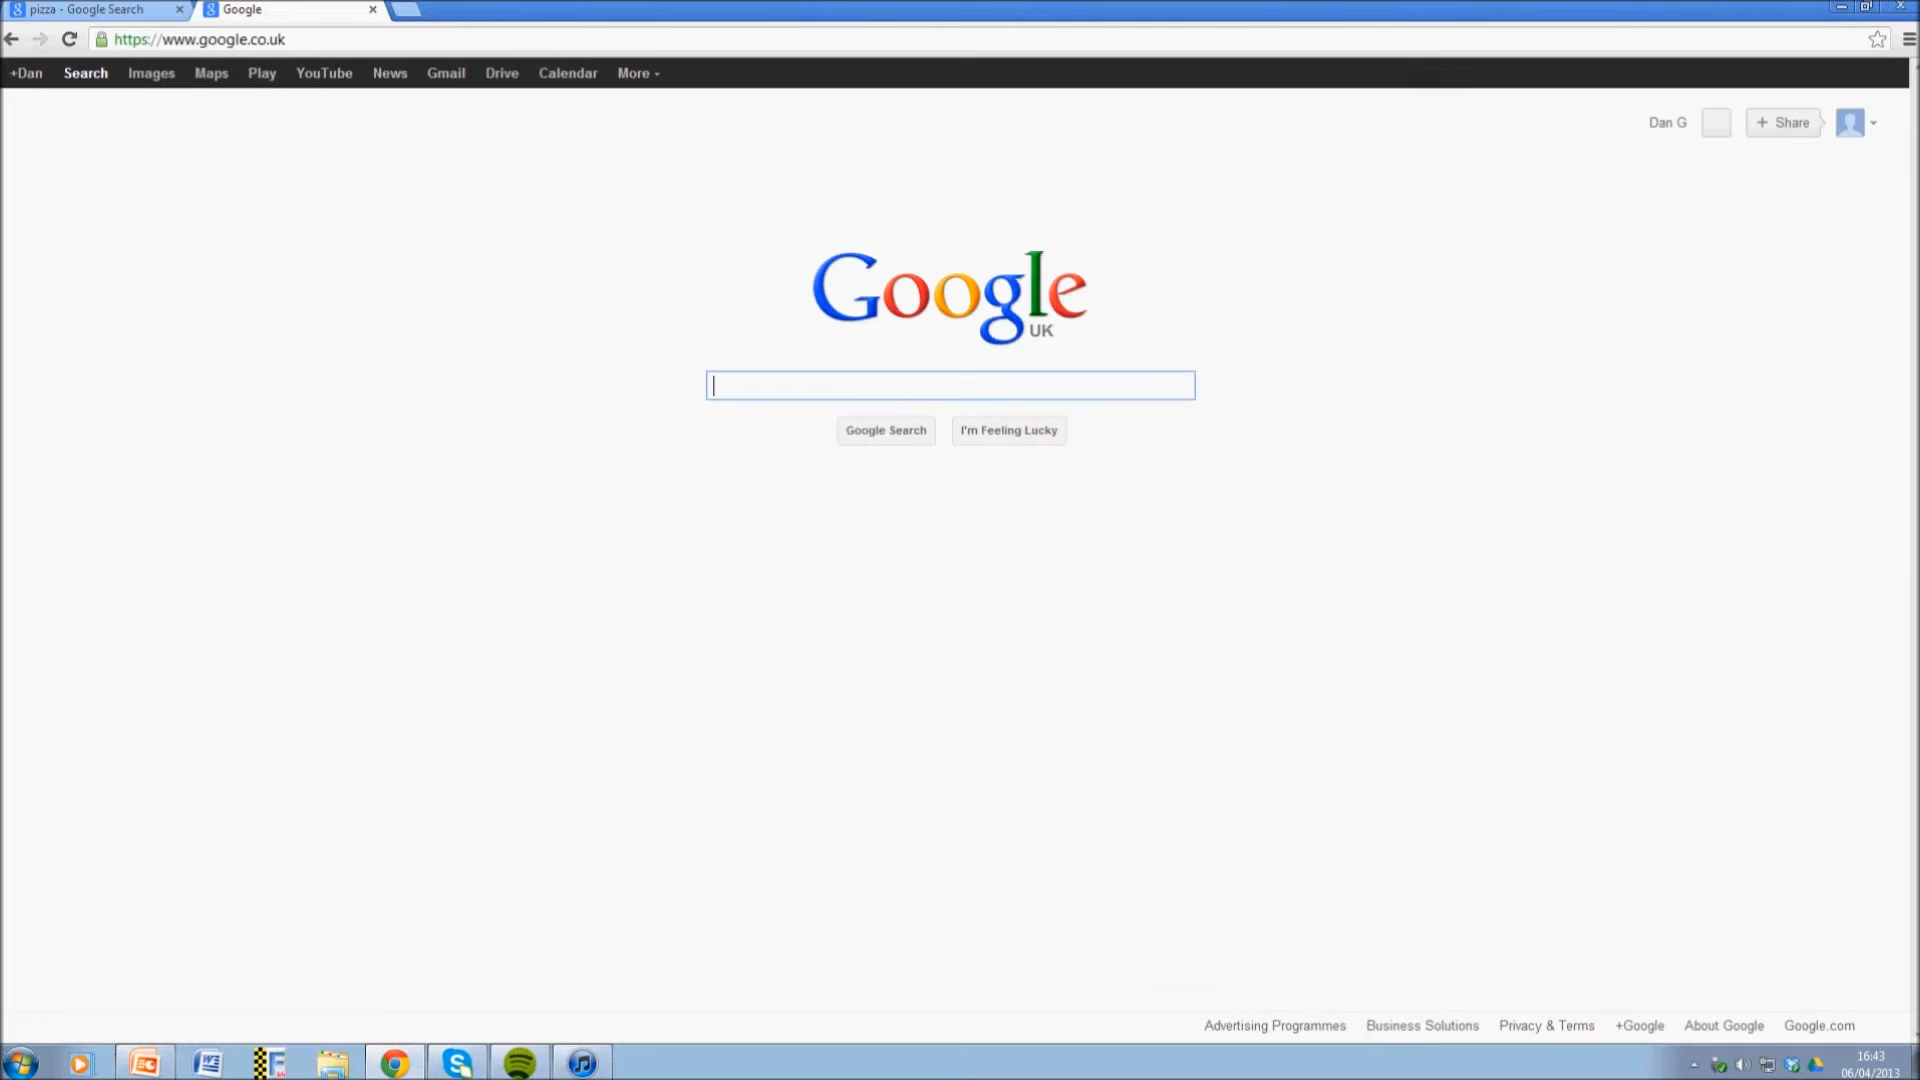 pizza - Google Search
Google
https://www.google.co.uk
+Dan Search Images Maps Play YouTube News Gmail Drive Calendar More
Dan G + Share
Google
UK
Google Search I'm Feeling Lucky
Advertising Programmes Business Solutions Privacy & Terms +Google About Google Google.com
16:43
06/04/2013